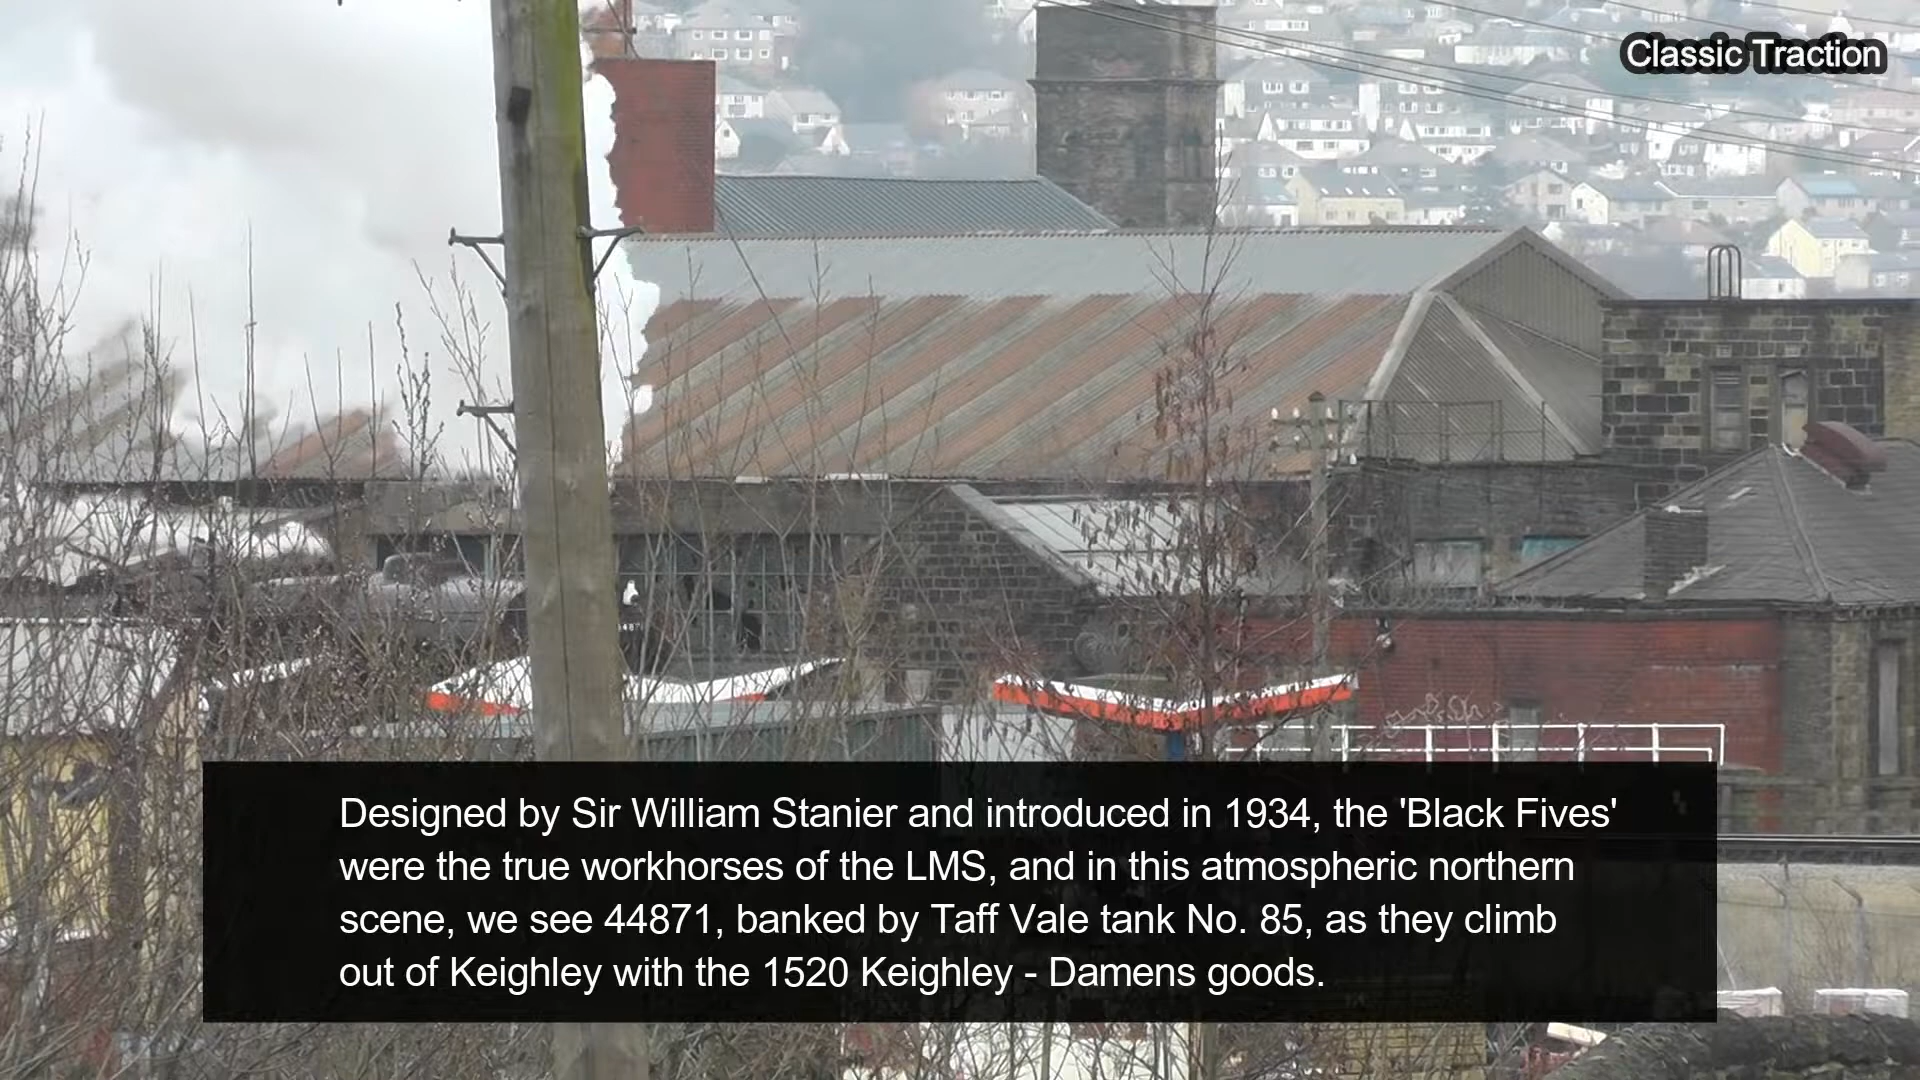 Classic Traction
Designed by Sir William Stanier and introduced in 1934, the 'Black Fives'
were the true workhorses of the LMS, and in this atmospheric northern
scene, we see 44871, banked by Taff Vale tank No. 85, as they climb
out of Keighley with the 1520 Keighley - Damens goods.